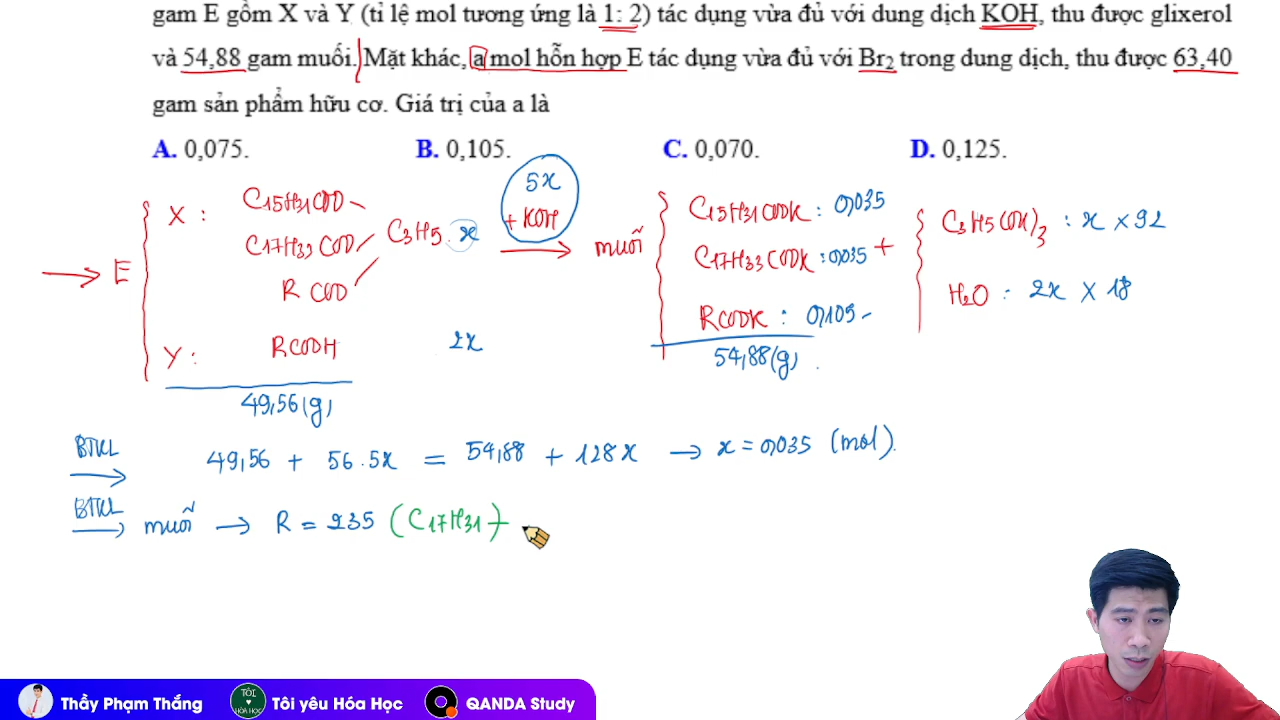 gam E gồm X và Y (tỉ lệ mol tương ứng là 1: 2) tác dụng vừa đủ với dung dịch KOH, thu được glixerol
và 54,88 gam muối. Mặt khác, a mol hỗn hợp E tác dụng vừa đủ với Br₂ trong dung dịch, thu được 63,40
gam sản phẩm hữu cơ. Giá trị của a là
A. 0,075. B. 0,105. C. 0,070. D. 0,125.
→ E
X : C15H31COO
C17H33COO
RCOO
C3H5 . x
Y : RCOOH 2x
49,56(g)
5x
+ KOH
→ muối
C15H31COOK : 0,035
C17H33COOK : 0,035 +
RCOOK : 0,105
54,88(g)
C3H5(OH)3 : x × 92
H2O : 2x × 18
BTKL → 49,56 + 56.5x = 54,88 + 128x → x = 0,035 (mol).
BTKL → muối → R = 235 (C17H31)
Thầy Phạm Thắng
TÔI
HÓA HỌC
Tôi yêu Hóa Học
QANDA Study